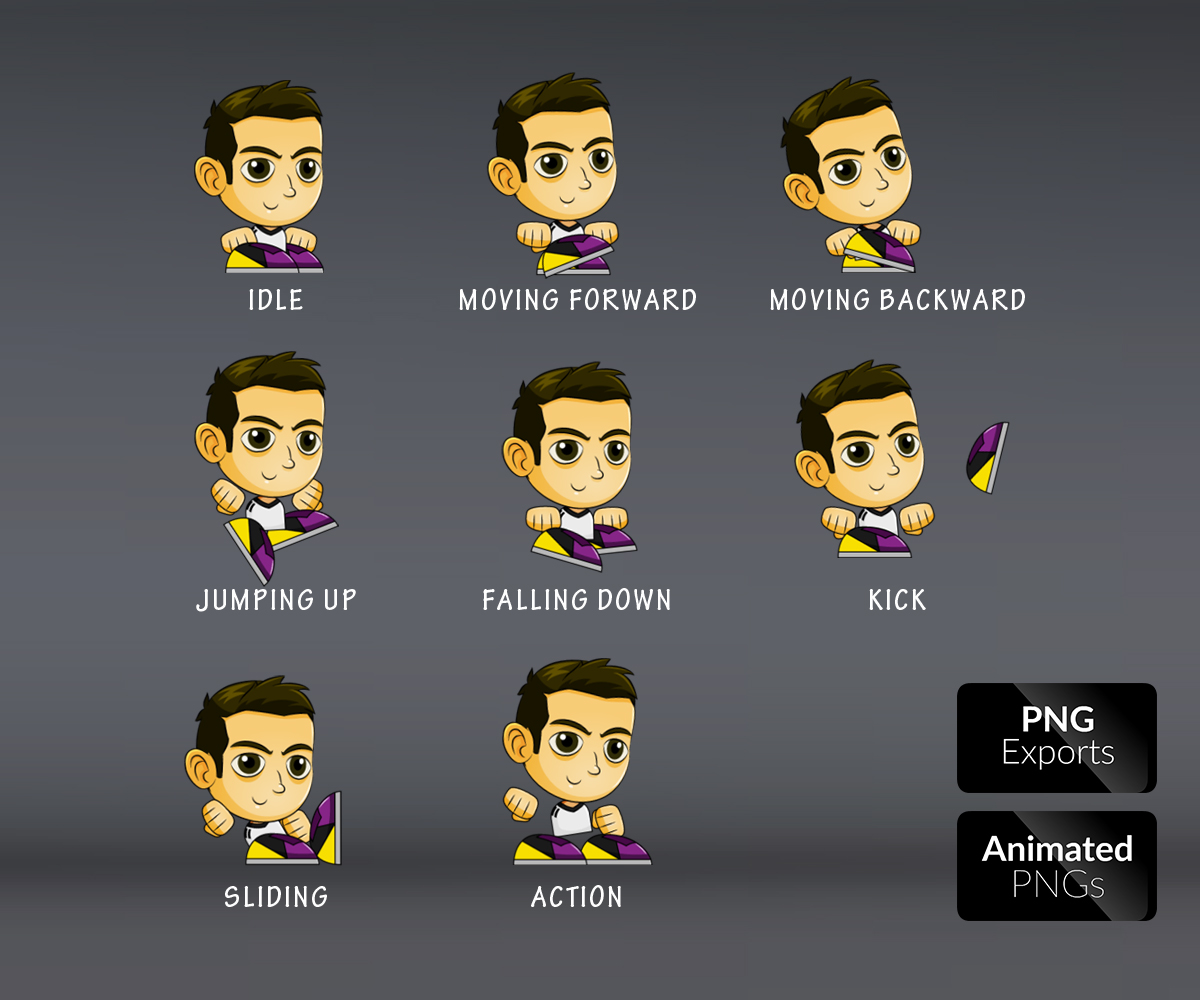 IDLE
MOVING FORWARD
MOVING BACKWARD
JUMPING UP
FALLING DOWN
KICK
SLIDING
ACTION
PNG
Exports
Animated
PNGs